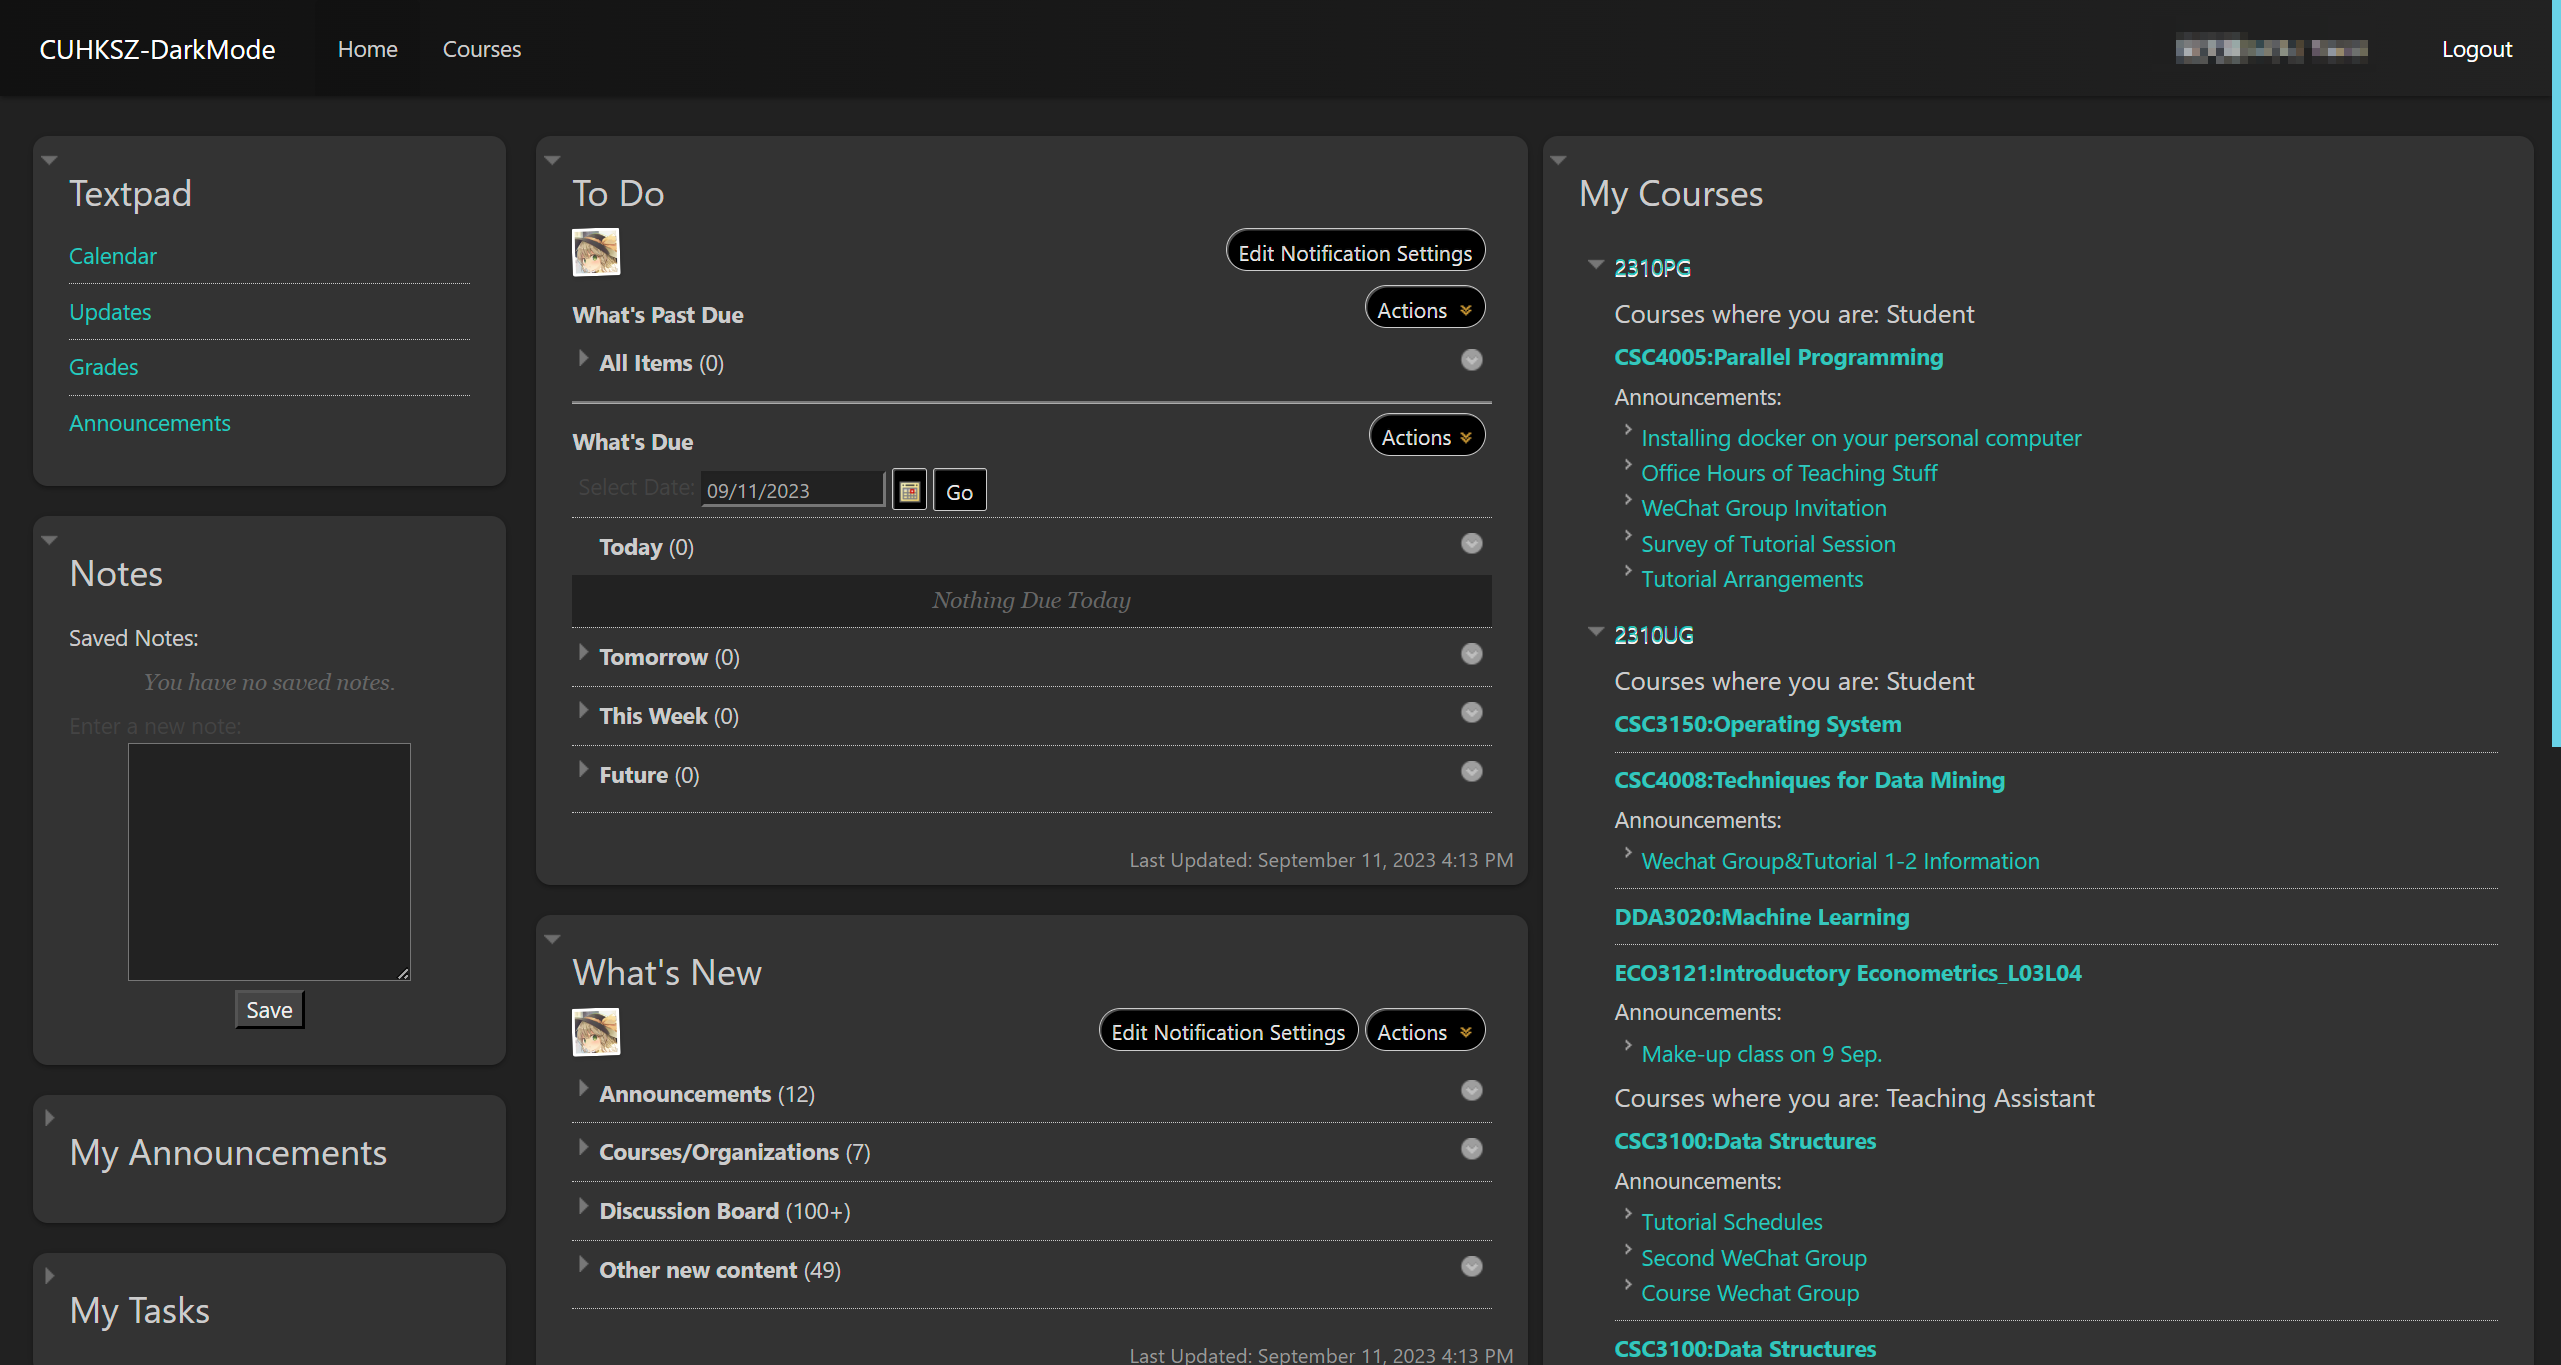 CUHKSZ-DarkMode
Home
Courses
Logout
Textpad
Calendar
Updates
Grades
Announcements
Notes
Saved Notes:
You have no saved notes.
Enter a new note:
Save
My Announcements
My Tasks
To Do
Edit Notification Settings
What's Past Due
Actions
All Items (0)
What's Due
Actions
Select Date: 09/11/2023 Go
Today (0)
Nothing Due Today
Tomorrow (0)
This Week (0)
Future (0)
Last Updated: September 11, 2023 4:13 PM
What's New
Edit Notification Settings
Actions
Announcements (12)
Courses/Organizations (7)
Discussion Board (100+)
Other new content (49)
Last Updated: September 11, 2023 4:13 PM
My Courses
2310PG
Courses where you are: Student
CSC4005:Parallel Programming
Announcements:
Installing docker on your personal computer
Office Hours of Teaching Stuff
WeChat Group Invitation
Survey of Tutorial Session
Tutorial Arrangements
2310UG
Courses where you are: Student
CSC3150:Operating System
CSC4008:Techniques for Data Mining
Announcements:
Wechat Group&Tutorial 1-2 Information
DDA3020:Machine Learning
ECO3121:Introductory Econometrics_L03L04
Announcements:
Make-up class on 9 Sep.
Courses where you are: Teaching Assistant
CSC3100:Data Structures
Announcements:
Tutorial Schedules
Second WeChat Group
Course Wechat Group
CSC3100:Data Structures